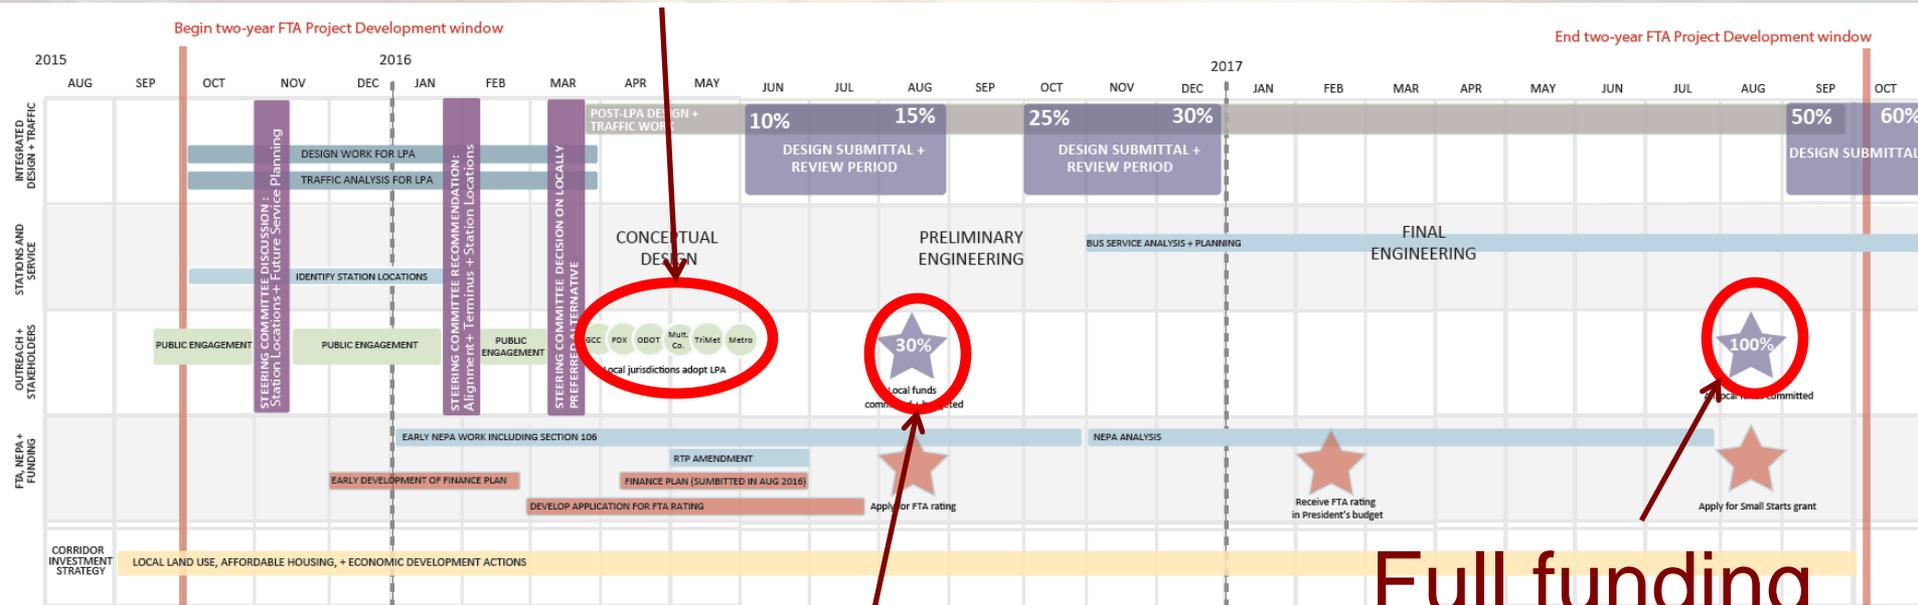 Begin two-year FTA Project Development window
End two-year FTA Project Development window
2015
2016
2017
AUG SEP OCT NOV DEC JAN FEB MAR APR MAY JUN JUL AUG SEP OCT NOV DEC JAN FEB MAR APR MAY JUN JUL AUG SEP OCT
INTEGRATED
DESIGN + TRAFFIC
POST-LPA DESIGN +
TRAFFIC WORK
10% 15%
DESIGN SUBMITTAL +
REVIEW PERIOD
25% 30%
DESIGN SUBMITTAL +
REVIEW PERIOD
50% 60%
DESIGN SUBMITTAL
DESIGN WORK FOR LPA
TRAFFIC ANALYSIS FOR LPA
STEERING COMMITTEE DISCUSSION :
Station Locations + Future Service Planning
STEERING COMMITTEE RECOMMENDATION:
Alignment+ Terminus + Station Locations
STEERING COMMITTEE DECISION ON LOCALLY
PREFERRED ALTERNATIVE
STATIONS AND
SERVICE
IDENTIFY STATION LOCATIONS
CONCEPTUAL
DESIGN
PRELIMINARY
ENGINEERING
BUS SERVICE ANALYSIS + PLANNING
FINAL
ENGINEERING
OUTREACH +
STAKEHOLDERS
PUBLIC ENGAGEMENT
PUBLIC ENGAGEMENT
PUBLIC
ENGAGEMENT
GCC PDX ODOT Mult. Co. TriMet Metro
Local jurisdictions adopt LPA
30%
Local funds
committed + budgeted
100%
All local funds committed
FTA, NEPA +
FUNDING
EARLY NEPA WORK INCLUDING SECTION 106
NEPA ANALYSIS
RTP AMENDMENT
EARLY DEVELOPMENT OF FINANCE PLAN
FINANCE PLAN (SUMBITTED IN AUG 2016)
DEVELOP APPLICATION FOR FTA RATING
Apply for FTA rating
Receive FTA rating
in President's budget
Apply for Small Starts grant
CORRIDOR
INVESTMENT
STRATEGY
LOCAL LAND USE, AFFORDABLE HOUSING, + ECONOMIC DEVELOPMENT ACTIONS
Full funding